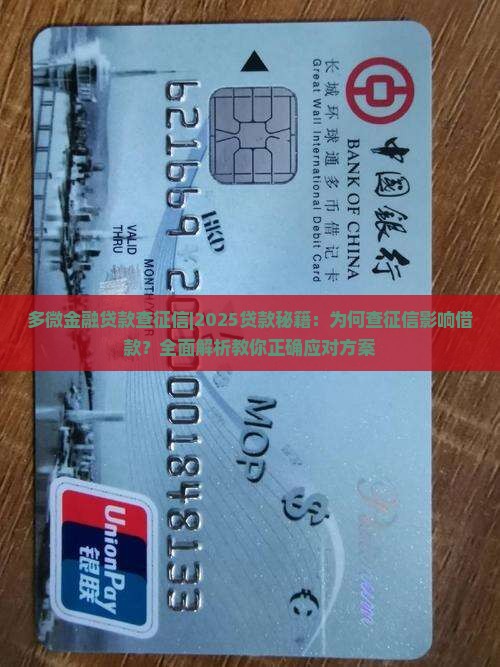 中国银行
BANK OF CHINA
长城环球通多币借记卡
Great Wall International Debit Card
HKD
VALID
THRU
多微金融贷款查征信|2025贷款秘籍：为何查征信影响借
款？全面解析教你正确应对方案
MOP
$
€
UnionPay
银联